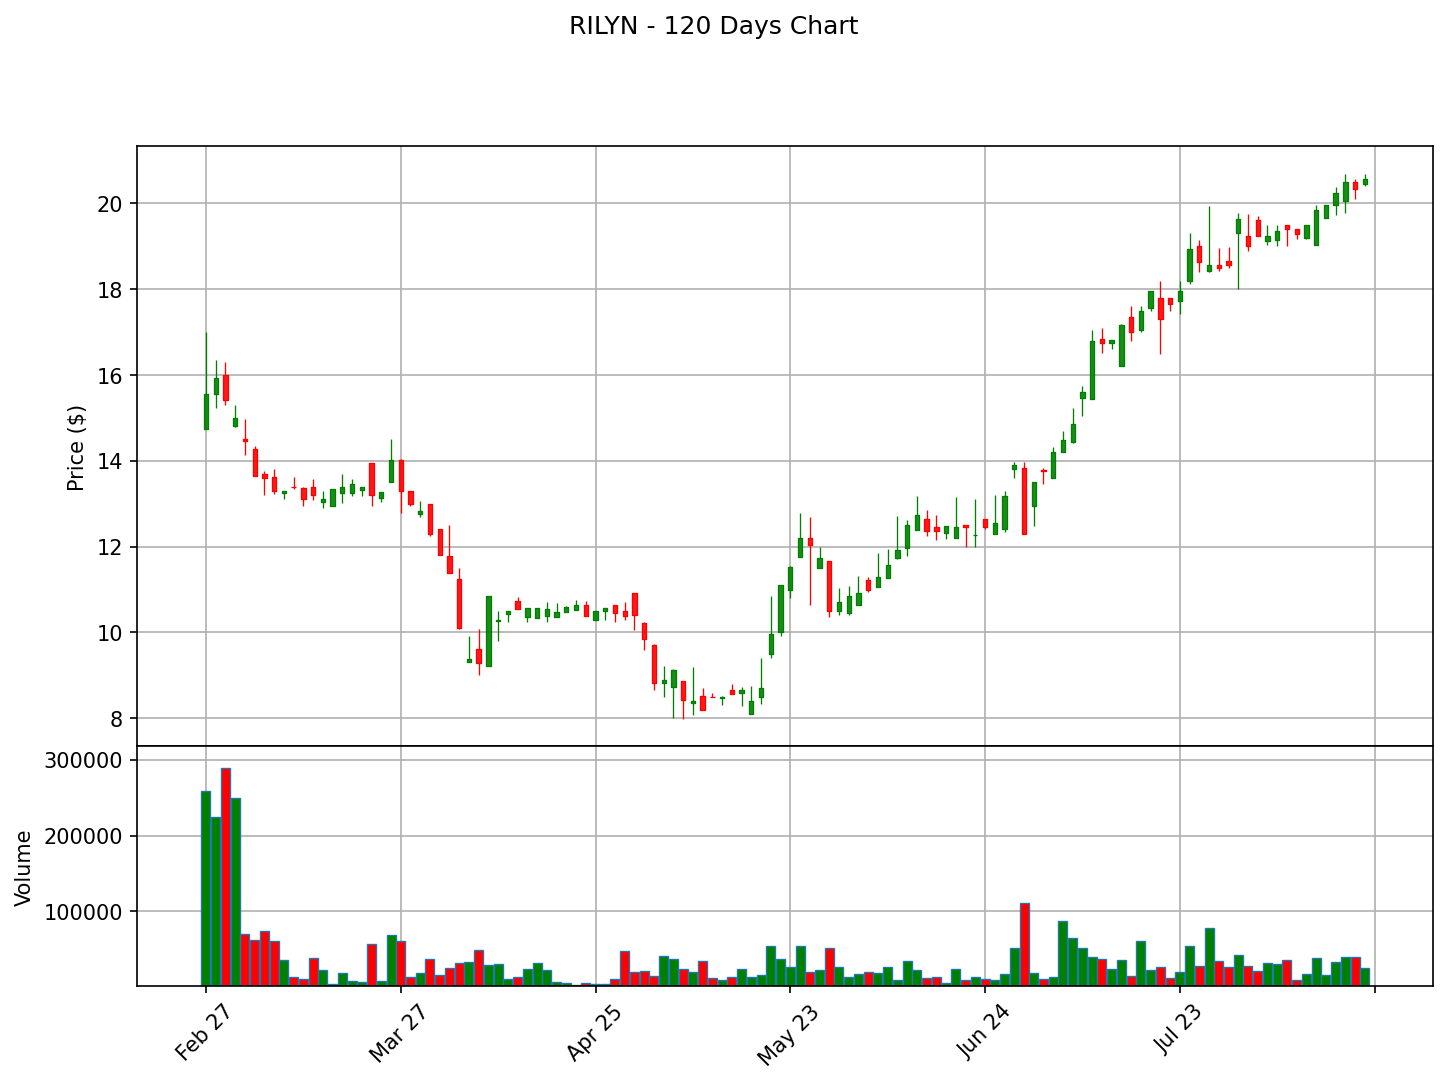 RILYN - 120 Days Chart
Price ($)
20
18
16
14
12
10
8
Volume
300000
200000
100000
Feb 27
Mar 27
Apr 25
May 23
Jun 24
Jul 23